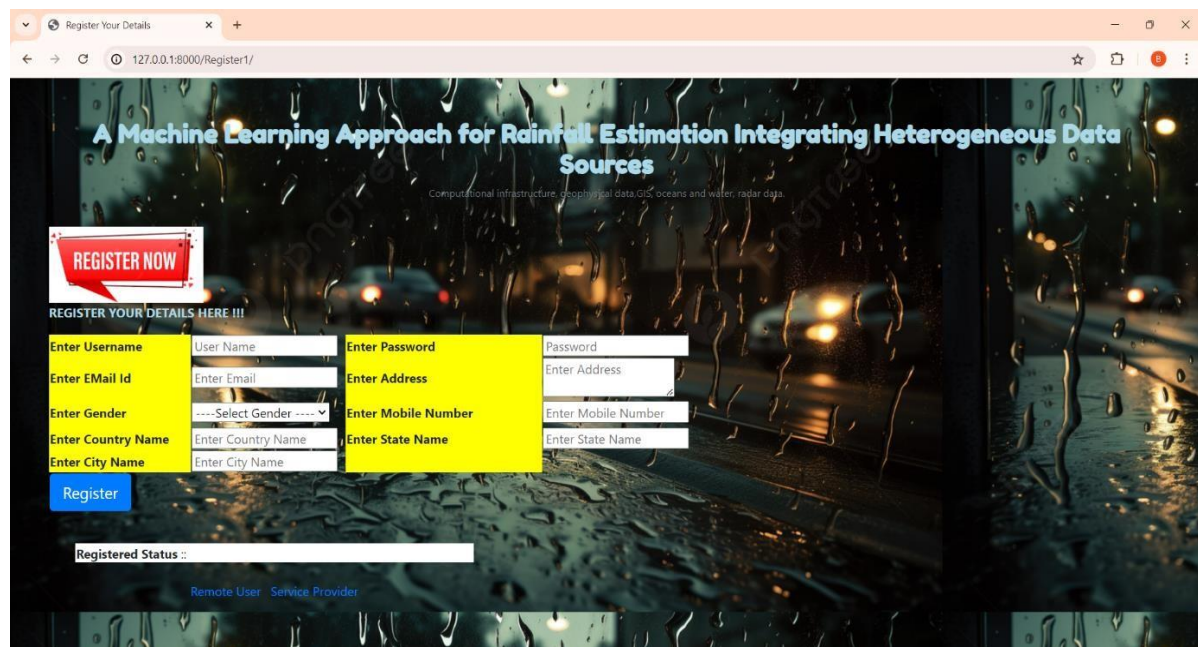 Register Your Details
127.0.0.1:8000/Register1/
B
A Machine Learning Approach for Rainfall Estimation Integrating Heterogeneous Data
Sources
Computational infrastructure, geophysical data,GIS, oceans and water, radar data.
pngtree
REGISTER NOW
REGISTER YOUR DETAILS HERE !!!
Enter Username User Name Enter Password Password
Enter EMail Id Enter Email Enter Address Enter Address
Enter Gender ----Select Gender ---- Enter Mobile Number Enter Mobile Number
Enter Country Name Enter Country Name Enter State Name Enter State Name
Enter City Name Enter City Name
Register
Registered Status ::
Remote User Service Provider